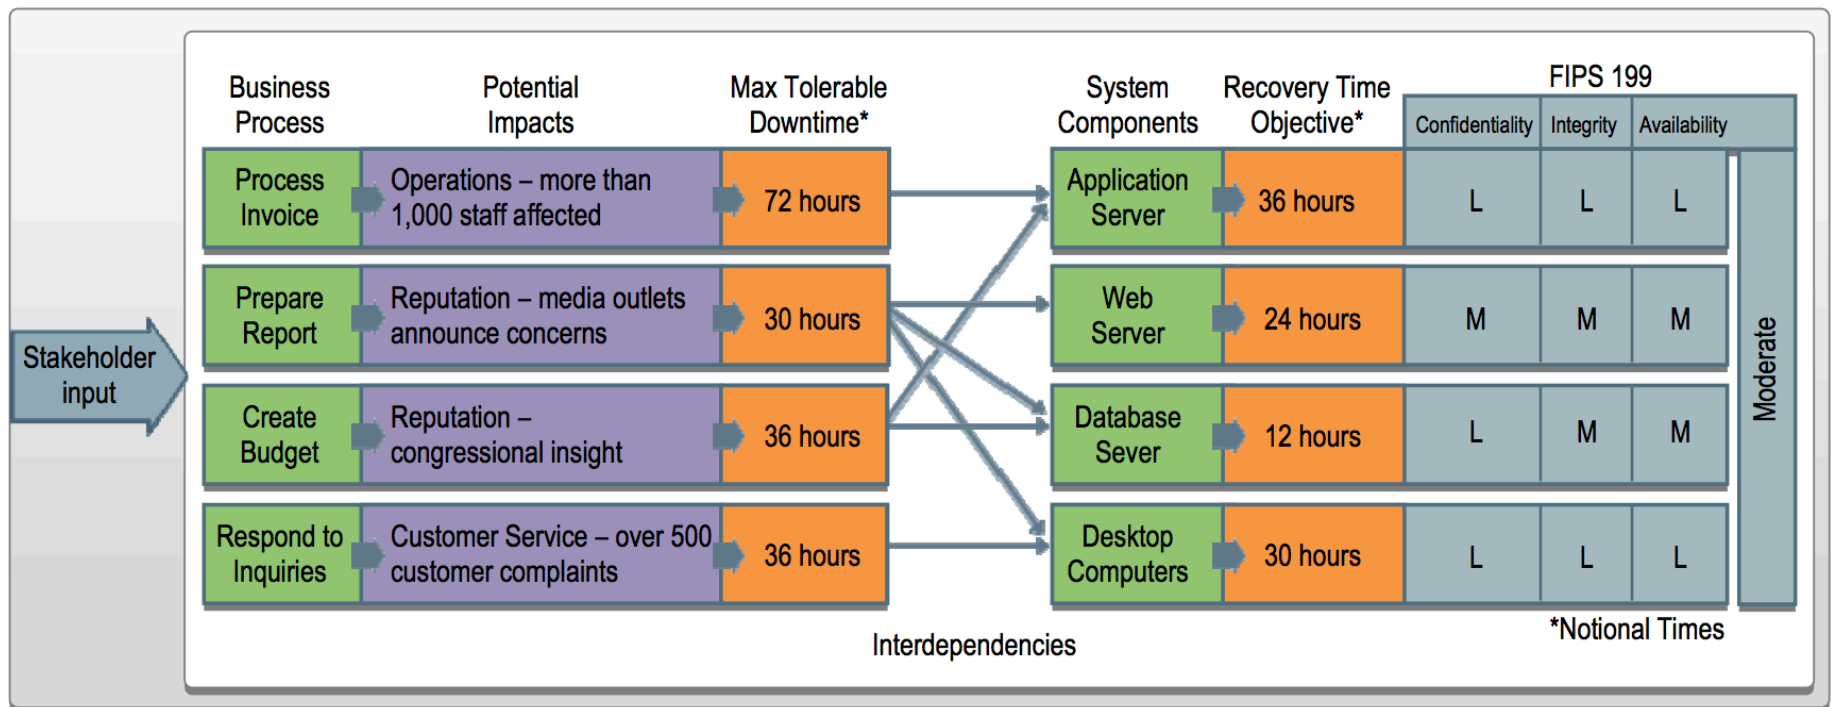 Business
Process
Potential
Impacts
Max Tolerable
Downtime*
System
Components
Recovery Time
Objective*
FIPS 199
Confidentiality
Integrity
Availability
Process
Invoice
Operations – more than
1,000 staff affected
72 hours
Application
Server
36 hours
L
L
L
Prepare
Report
Reputation – media outlets
announce concerns
30 hours
Web
Server
24 hours
M
M
M
Stakeholder
input
Create
Budget
Reputation –
congressional insight
36 hours
Database
Sever
12 hours
L
M
M
Moderate
Respond to
Inquiries
Customer Service – over 500
customer complaints
36 hours
Desktop
Computers
30 hours
L
L
L
*Notional Times
Interdependencies